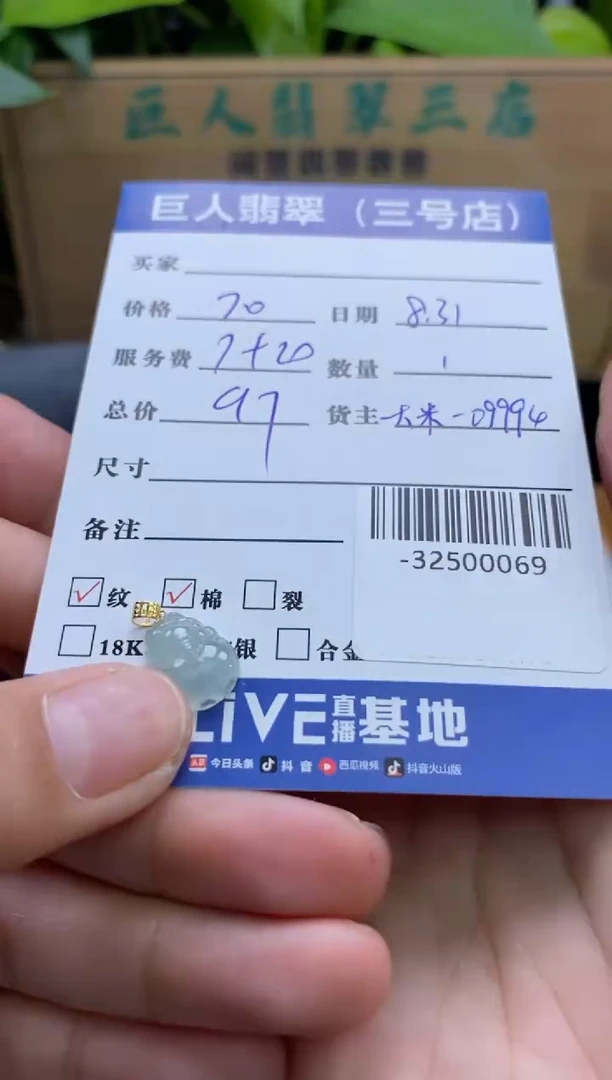 巨人翡翠三店
巨人翡翠（三号店）
买家
价格 70 日期 8.31
服务费 7+20 数量 1
总价 97 货主 大米-09994
尺寸
备注
-32500069
纹 棉 裂
18K 银 合金
LIVE 直播 基地
今日头条 抖音 西瓜视频 抖音火山版